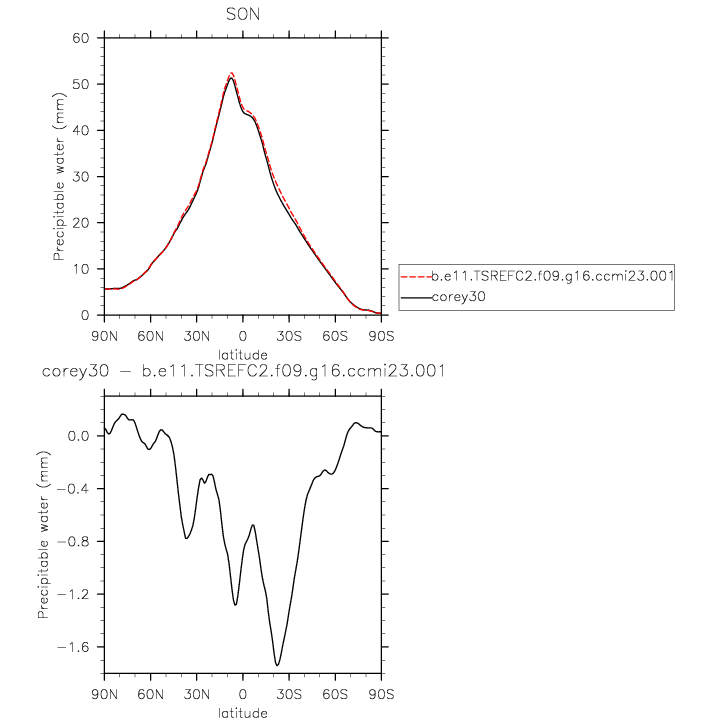 SON
60
50
40
30
20
10
0
Precipitable water (mm)
90N 60N 30N 0 30S 60S 90S
latitude
b.e11.TSREFC2.f09.g16.ccmi23.001
corey30
corey30 − b.e11.TSREFC2.f09.g16.ccmi23.001
0.0
−0.4
−0.8
−1.2
−1.6
Precipitable water (mm)
90N 60N 30N 0 30S 60S 90S
latitude